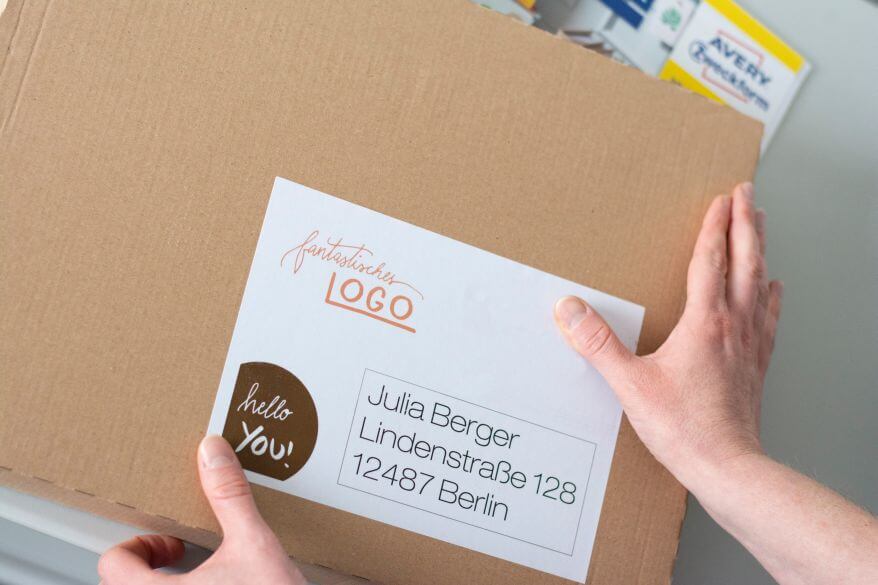 AVERY
Zweckform
fantastisches
LOGO
hello
YOU!
Julia Berger
Lindenstraße 128
12487 Berlin